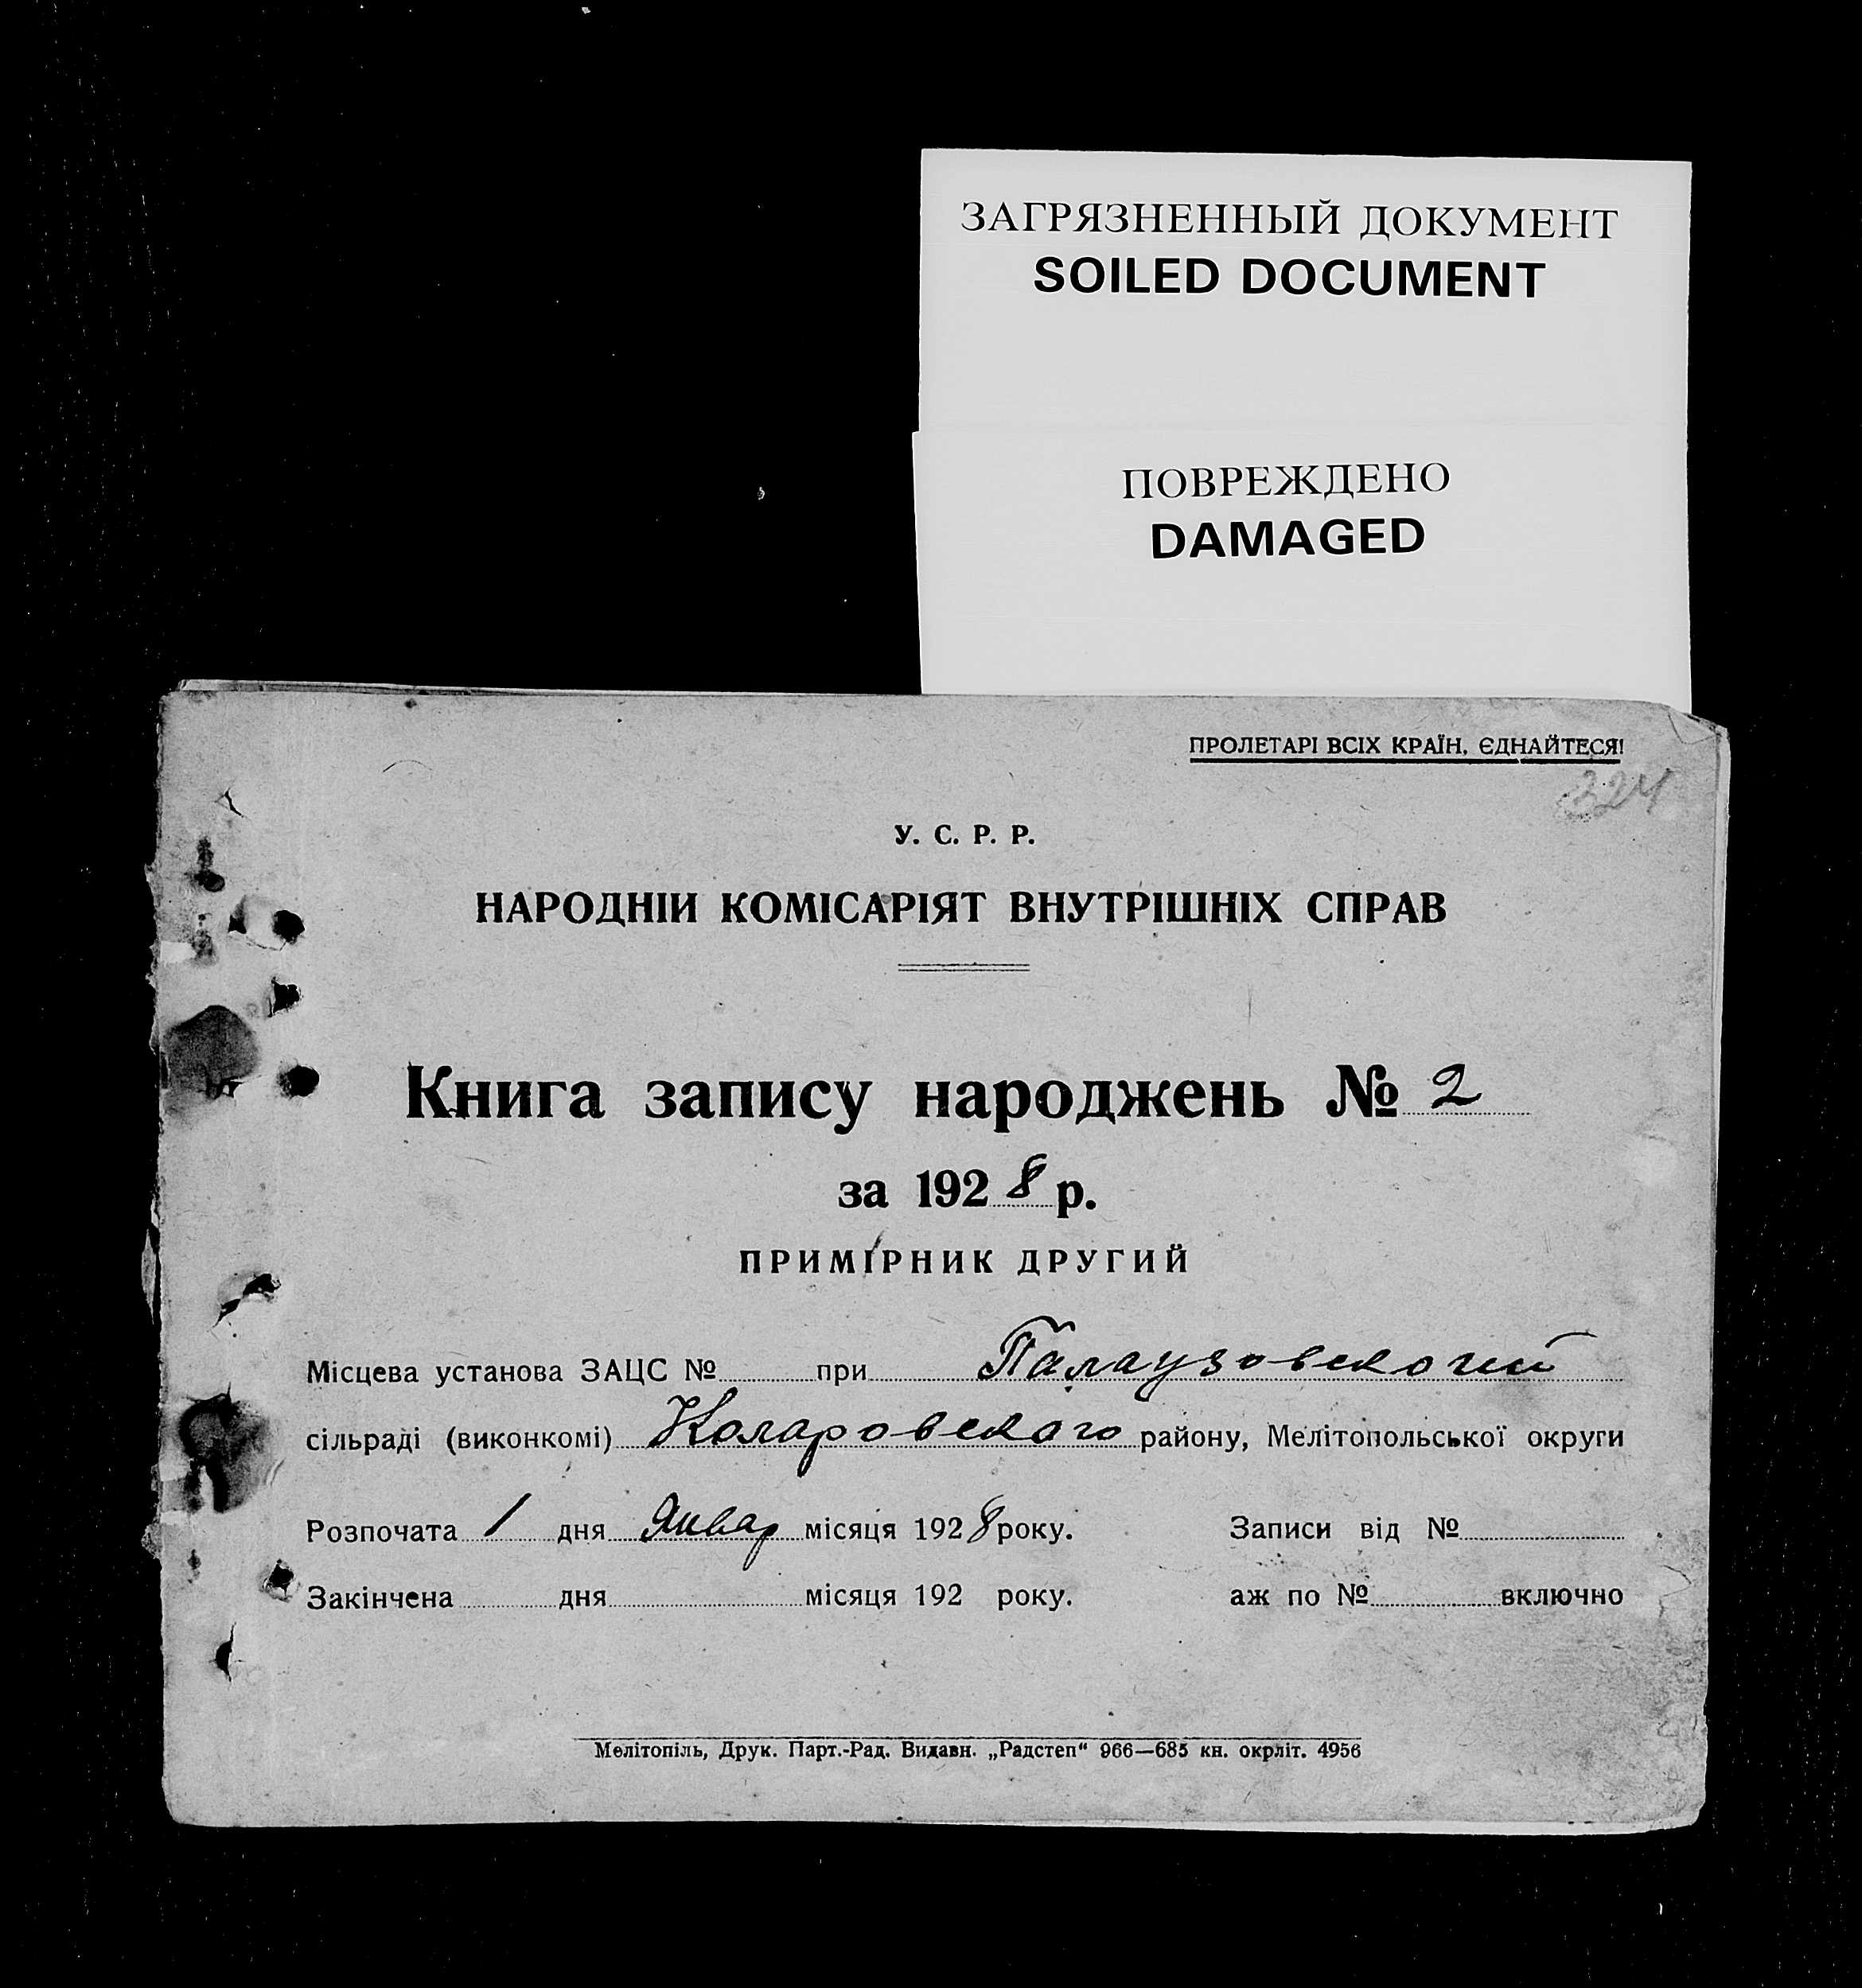 ЗАГРЯЗНЕННЫЙ ДОКУМЕНТ
SOILED DOCUMENT
ПОВРЕЖДЕНО
DAMAGED
ПРОЛЕТАРІ ВСІХ КРАЇН, ЄДНАЙТЕСЯ!
324
У. С. Р. Р.
НАРОДНІЙ КОМІСАРІЯТ ВНУТРІШНІХ СПРАВ
Книга запису народжень № 2
за 1928 р.
ПРИМІРНИК ДРУГИЙ
Місцева установа ЗАЦС № при Палаузовской
сільраді (виконкомі) Коларовского району, Мелітопольської округи
Розпочата 1 дня Январ місяця 1928 року. Записи від №
Закінчена дня місяця 192 року. аж по № включно
Мелітопіль, Друк. Парт.-Рад. Видавн. „Радстеп“ 966—685 кн. окрліт. 4956